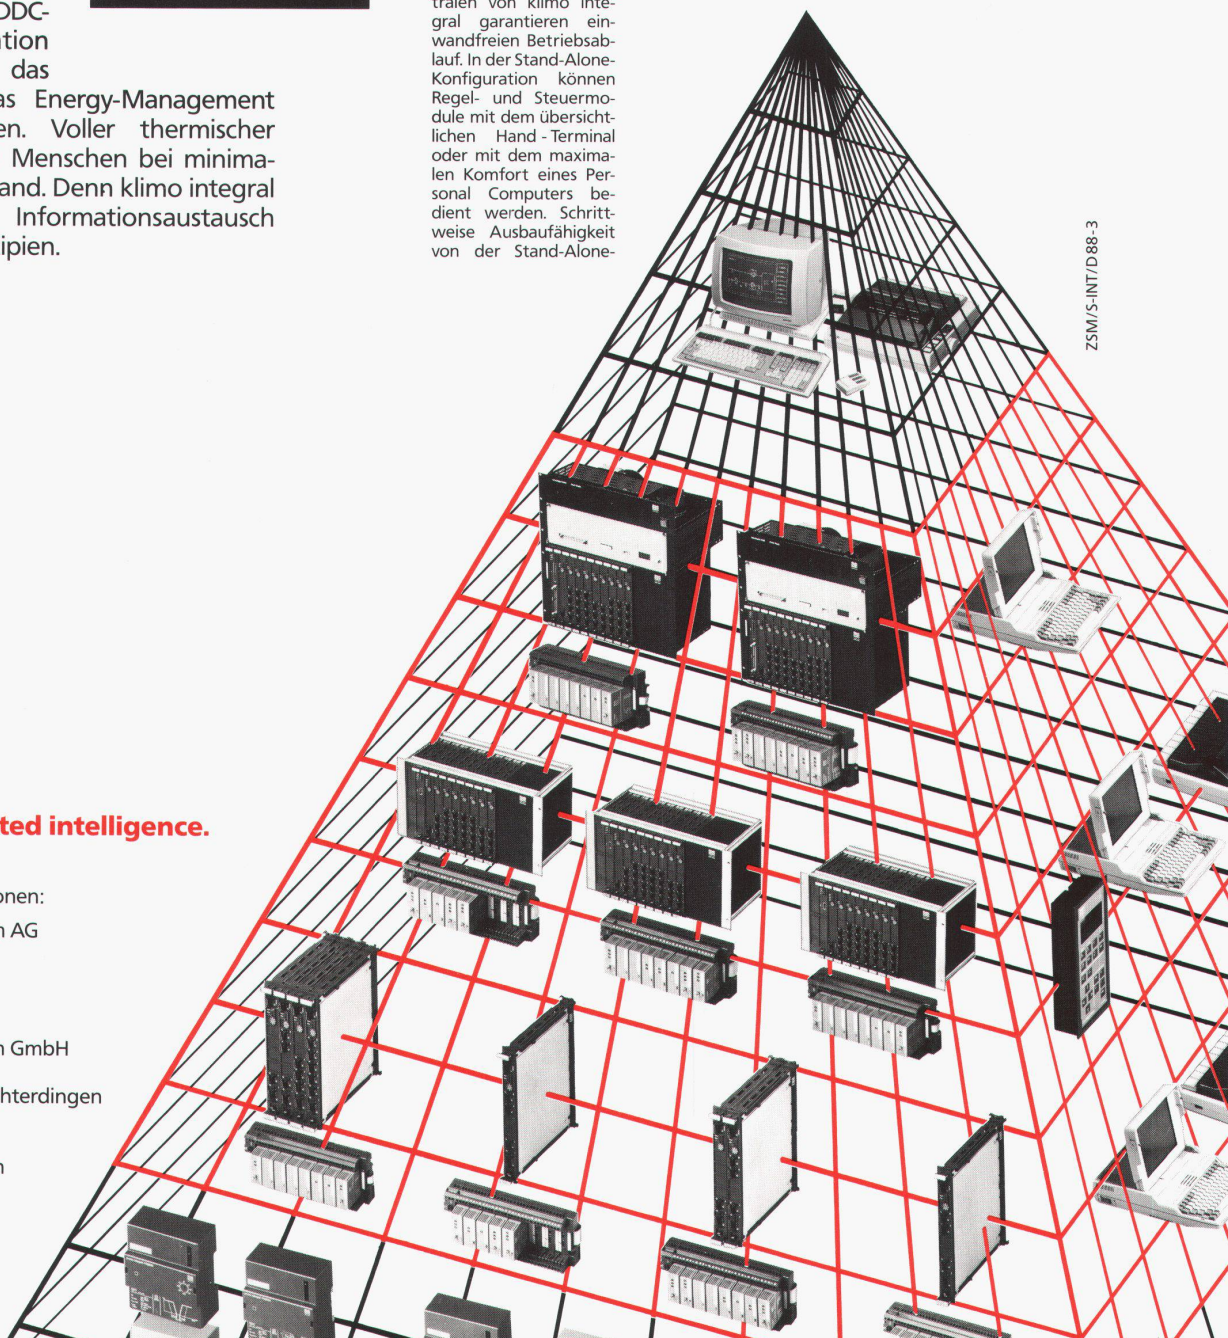 DDC-
tion
das
as Energy-Management
en. Voller thermischer
Menschen bei minima-
and. Denn klimo integral
Informationsaustausch
ipien.
tralen von klimo inte-
gral garantieren ein-
wandfreien Betriebsab-
lauf. In der Stand-Alone-
Konfiguration können
Regel- und Steuermo-
dule mit dem übersicht-
lichen Hand-Terminal
oder mit dem maxima-
len Komfort eines Per-
sonal Computers be-
dient werden. Schritt-
weise Ausbaufähigkeit
von der Stand-Alone-
ZSM/S-INT/D88-3
ted intelligence.
onen:
n AG
n GmbH
hterdingen
n